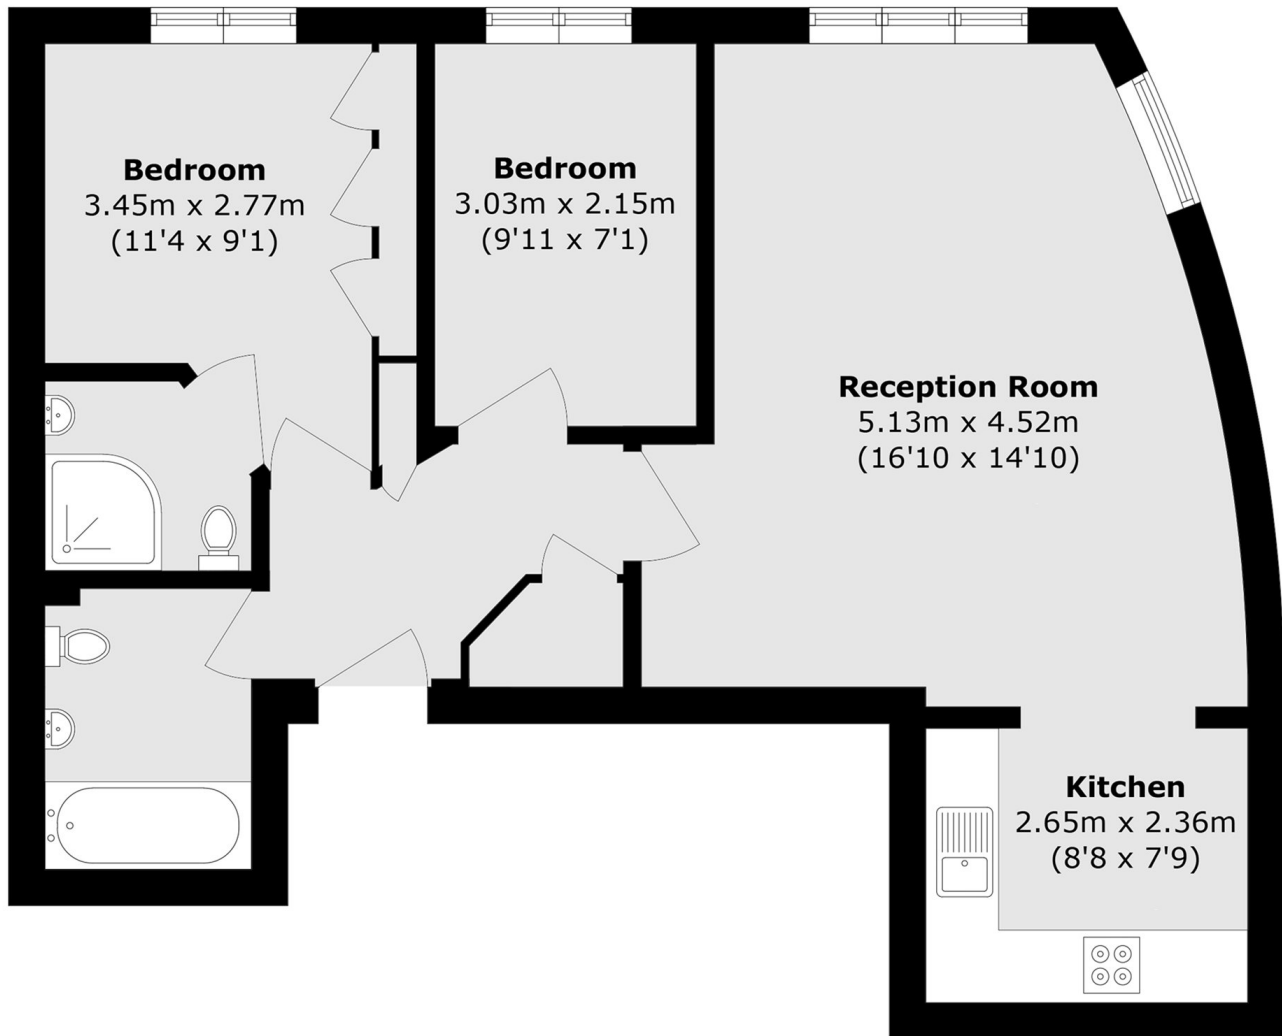 Bedroom
3.45m x 2.77m
(11'4 x 9'1)
Bedroom
3.03m x 2.15m
(9'11 x 7'1)
Reception Room
5.13m x 4.52m
(16'10 x 14'10)
Kitchen
2.65m x 2.36m
(8'8 x 7'9)